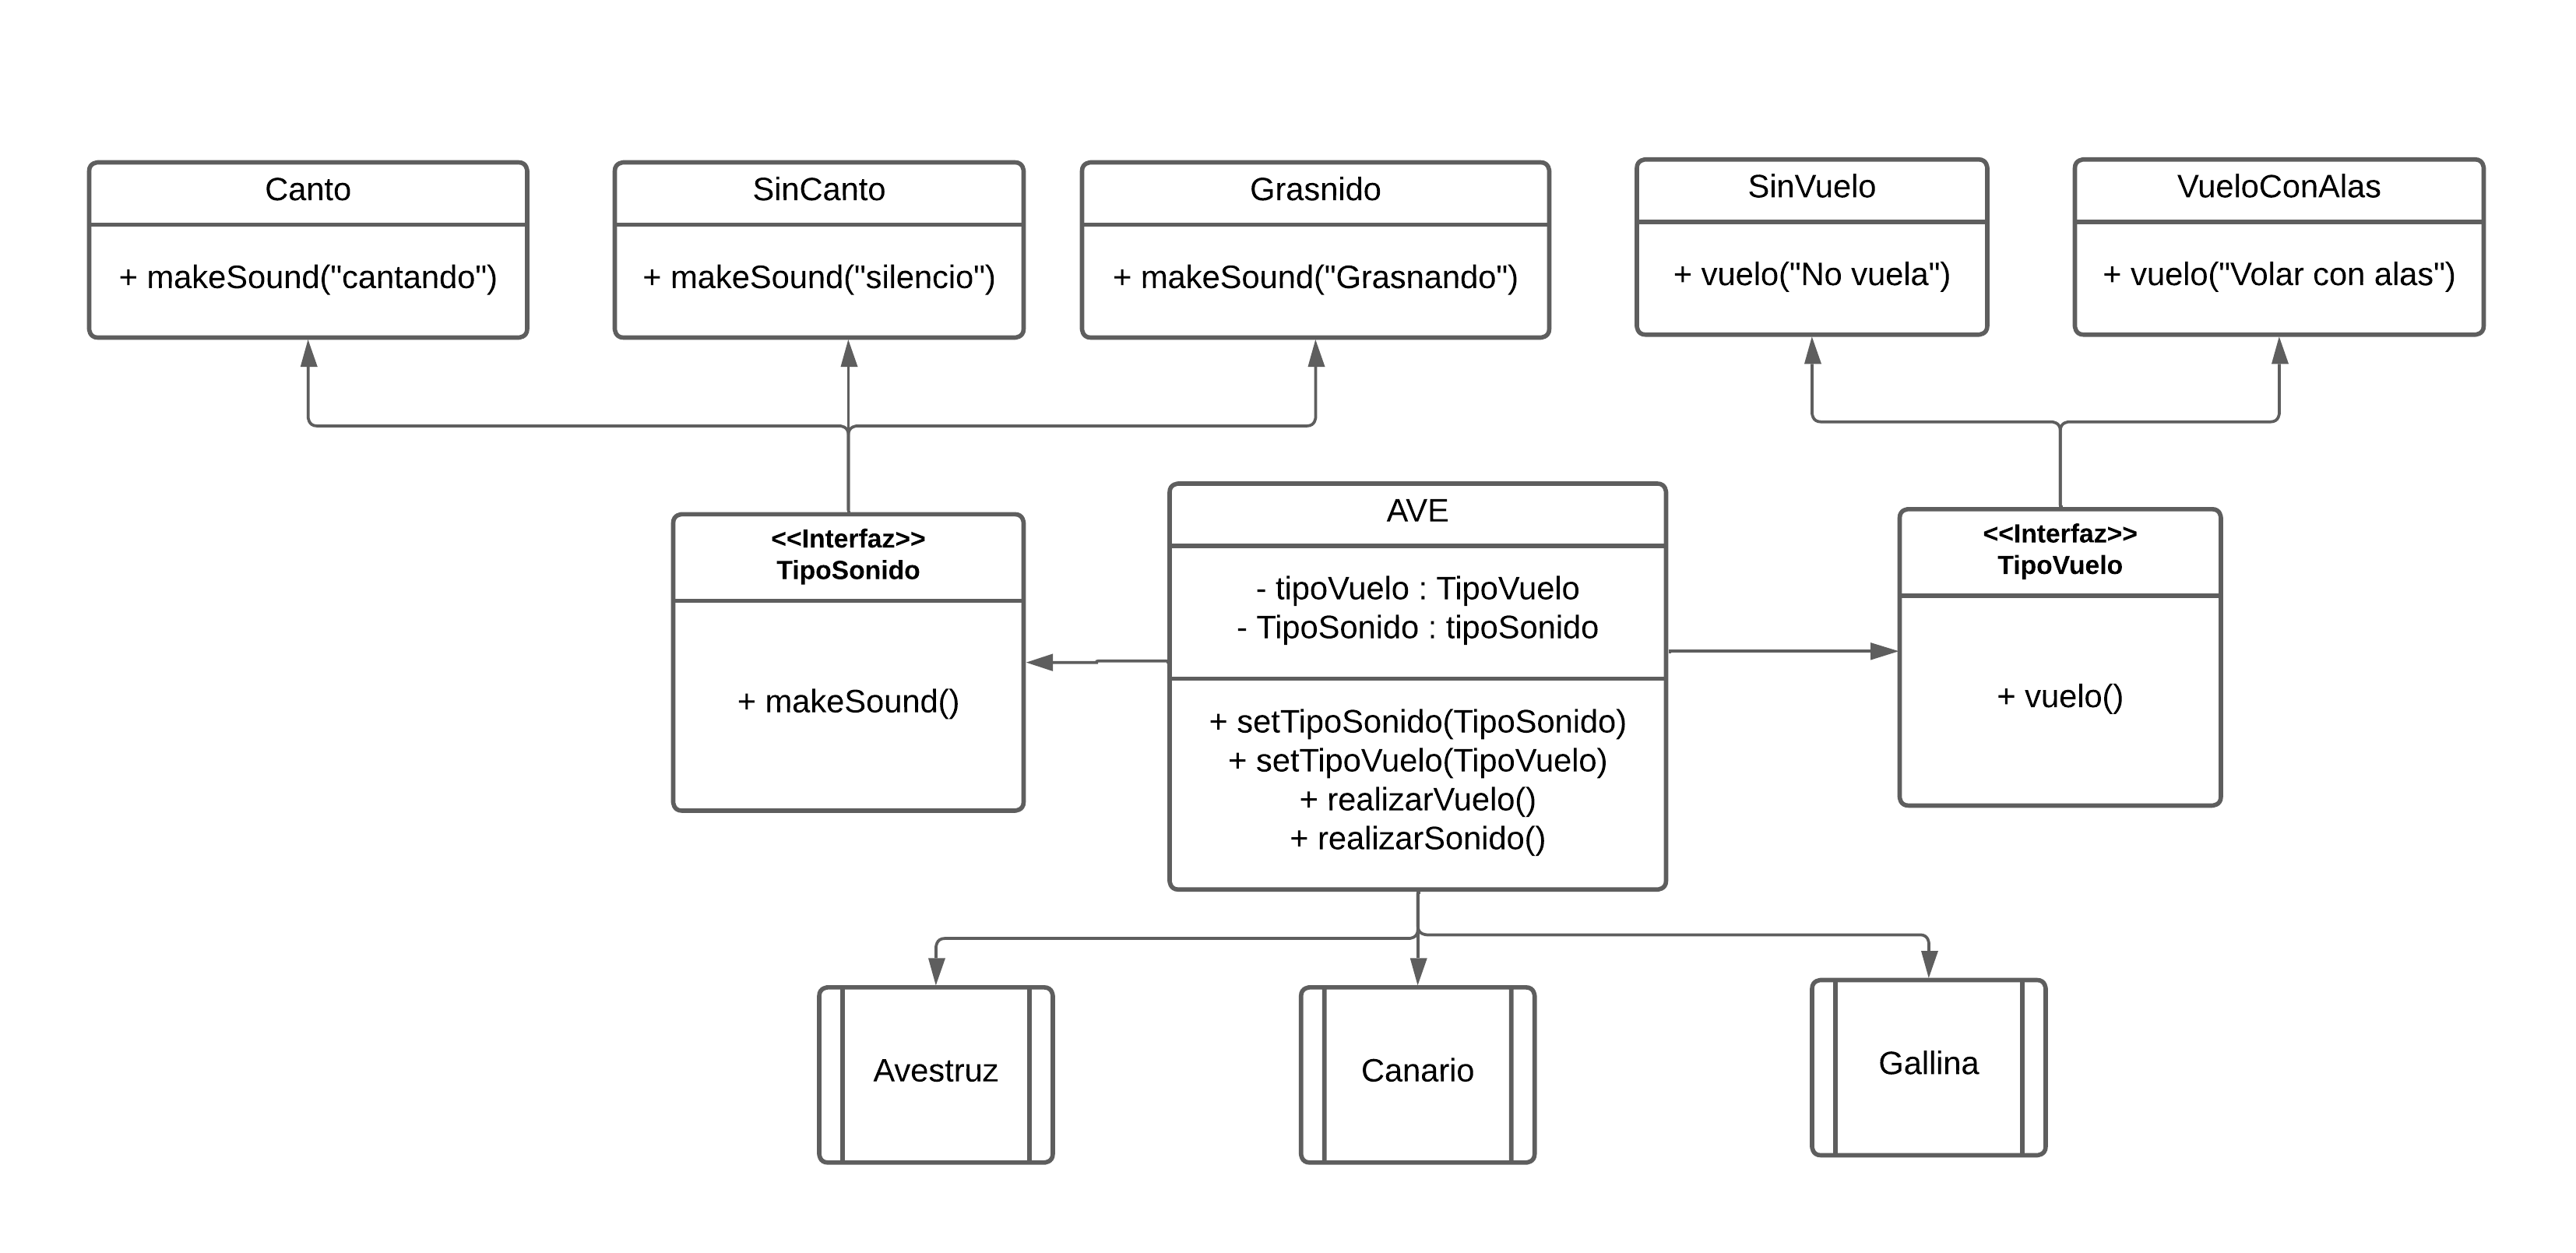 Canto
+ makeSound("cantando")
SinCanto
+ makeSound("silencio")
Grasnido
+ makeSound("Grasnando")
SinVuelo
+ vuelo("No vuela")
VueloConAlas
+ vuelo("Volar con alas")
<<Interfaz>>
TipoSonido
+ makeSound()
AVE
- tipoVuelo : TipoVuelo
- TipoSonido : tipoSonido
+ setTipoSonido(TipoSonido)
+ setTipoVuelo(TipoVuelo)
+ realizarVuelo()
+ realizarSonido()
<<Interfaz>>
TipoVuelo
+ vuelo()
Avestruz
Canario
Gallina